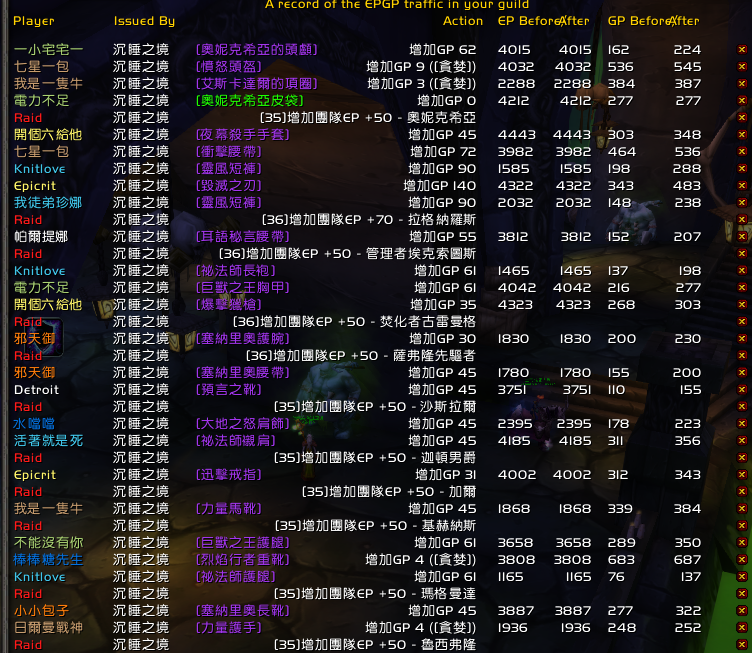 A record of the EPGP traffic in your guild
Player Issued By Action EP Before After GP Before After
一小宅宅一 沉睡之境 [奧妮克希亞的頭顱] 增加GP 62 4015 4015 162 224
七星一包 沉睡之境 [憤怒頭盔] 增加GP 9 ([貪婪]) 4032 4032 536 545
我是一隻牛 沉睡之境 [艾斯卡達爾的項圈] 增加GP 3 ([貪婪]) 2288 2288 384 387
電力不足 沉睡之境 [奧妮克希亞皮袋] 增加GP 0 4212 4212 277 277
Raid 沉睡之境 (35)增加團隊EP +50 - 奧妮克希亞
開個六給他 沉睡之境 [夜幕殺手手套] 增加GP 45 4443 4443 303 348
七星一包 沉睡之境 [衝擊腰帶] 增加GP 72 3982 3982 464 536
Knitlove 沉睡之境 [靈風短褲] 增加GP 90 1585 1585 198 288
Epicrit 沉睡之境 [毀滅之刃] 增加GP 140 4322 4322 343 483
我徒弟珍娜 沉睡之境 [靈風短褲] 增加GP 90 2032 2032 148 238
Raid 沉睡之境 (36)增加團隊EP +70 - 拉格納羅斯
帕爾提娜 沉睡之境 [耳語秘言腰帶] 增加GP 55 3812 3812 152 207
Raid 沉睡之境 (36)增加團隊EP +50 - 管理者埃克索圖斯
Knitlove 沉睡之境 [祕法師長袍] 增加GP 61 1465 1465 137 198
電力不足 沉睡之境 [巨獸之王胸甲] 增加GP 61 4042 4042 216 277
開個六給他 沉睡之境 [爆擊獵槍] 增加GP 35 4323 4323 268 303
Raid 沉睡之境 (36)增加團隊EP +50 - 焚化者古雷曼格
邪天御 沉睡之境 [塞納里奧護腕] 增加GP 30 1830 1830 200 230
Raid 沉睡之境 (36)增加團隊EP +50 - 薩弗隆先驅者
邪天御 沉睡之境 [塞納里奧腰帶] 增加GP 45 1780 1780 155 200
Detroit 沉睡之境 [預言之靴] 增加GP 45 3751 3751 110 155
Raid 沉睡之境 (35)增加團隊EP +50 - 沙斯拉爾
水噹噹 沉睡之境 [大地之怒肩飾] 增加GP 45 2395 2395 178 223
活著就是死 沉睡之境 [祕法師襯肩] 增加GP 45 4185 4185 311 356
Raid 沉睡之境 (35)增加團隊EP +50 - 迦頓男爵
Epicrit 沉睡之境 [迅擊戒指] 增加GP 31 4002 4002 312 343
Raid 沉睡之境 (35)增加團隊EP +50 - 加爾
我是一隻牛 沉睡之境 [力量馬靴] 增加GP 45 1868 1868 339 384
Raid 沉睡之境 (35)增加團隊EP +50 - 基赫納斯
不能沒有你 沉睡之境 [巨獸之王護腿] 增加GP 61 3658 3658 289 350
棒棒糖先生 沉睡之境 [烈焰行者重靴] 增加GP 4 ([貪婪]) 3808 3808 683 687
Knitlove 沉睡之境 [祕法師護腿] 增加GP 61 1165 1165 76 137
Raid 沉睡之境 (35)增加團隊EP +50 - 瑪格曼達
小小包子 沉睡之境 [塞納里奧長靴] 增加GP 45 3887 3887 277 322
日爾曼戰神 沉睡之境 [力量護手] 增加GP 4 ([貪婪]) 1936 1936 248 252
Raid 沉睡之境 (35)增加團隊EP +50 - 魯西弗隆